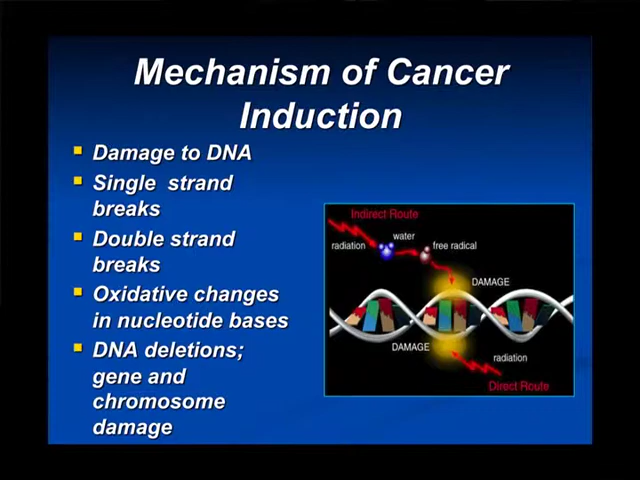 Mechanism of Cancer
Induction
Damage to DNA
Single strand
breaks
Double strand
breaks
Oxidative changes
in nucleotide bases
DNA deletions;
gene and
chromosome
damage
Indirect Route
water
radiation
free radical
DAMAGE
DAMAGE
radiation
Direct Route